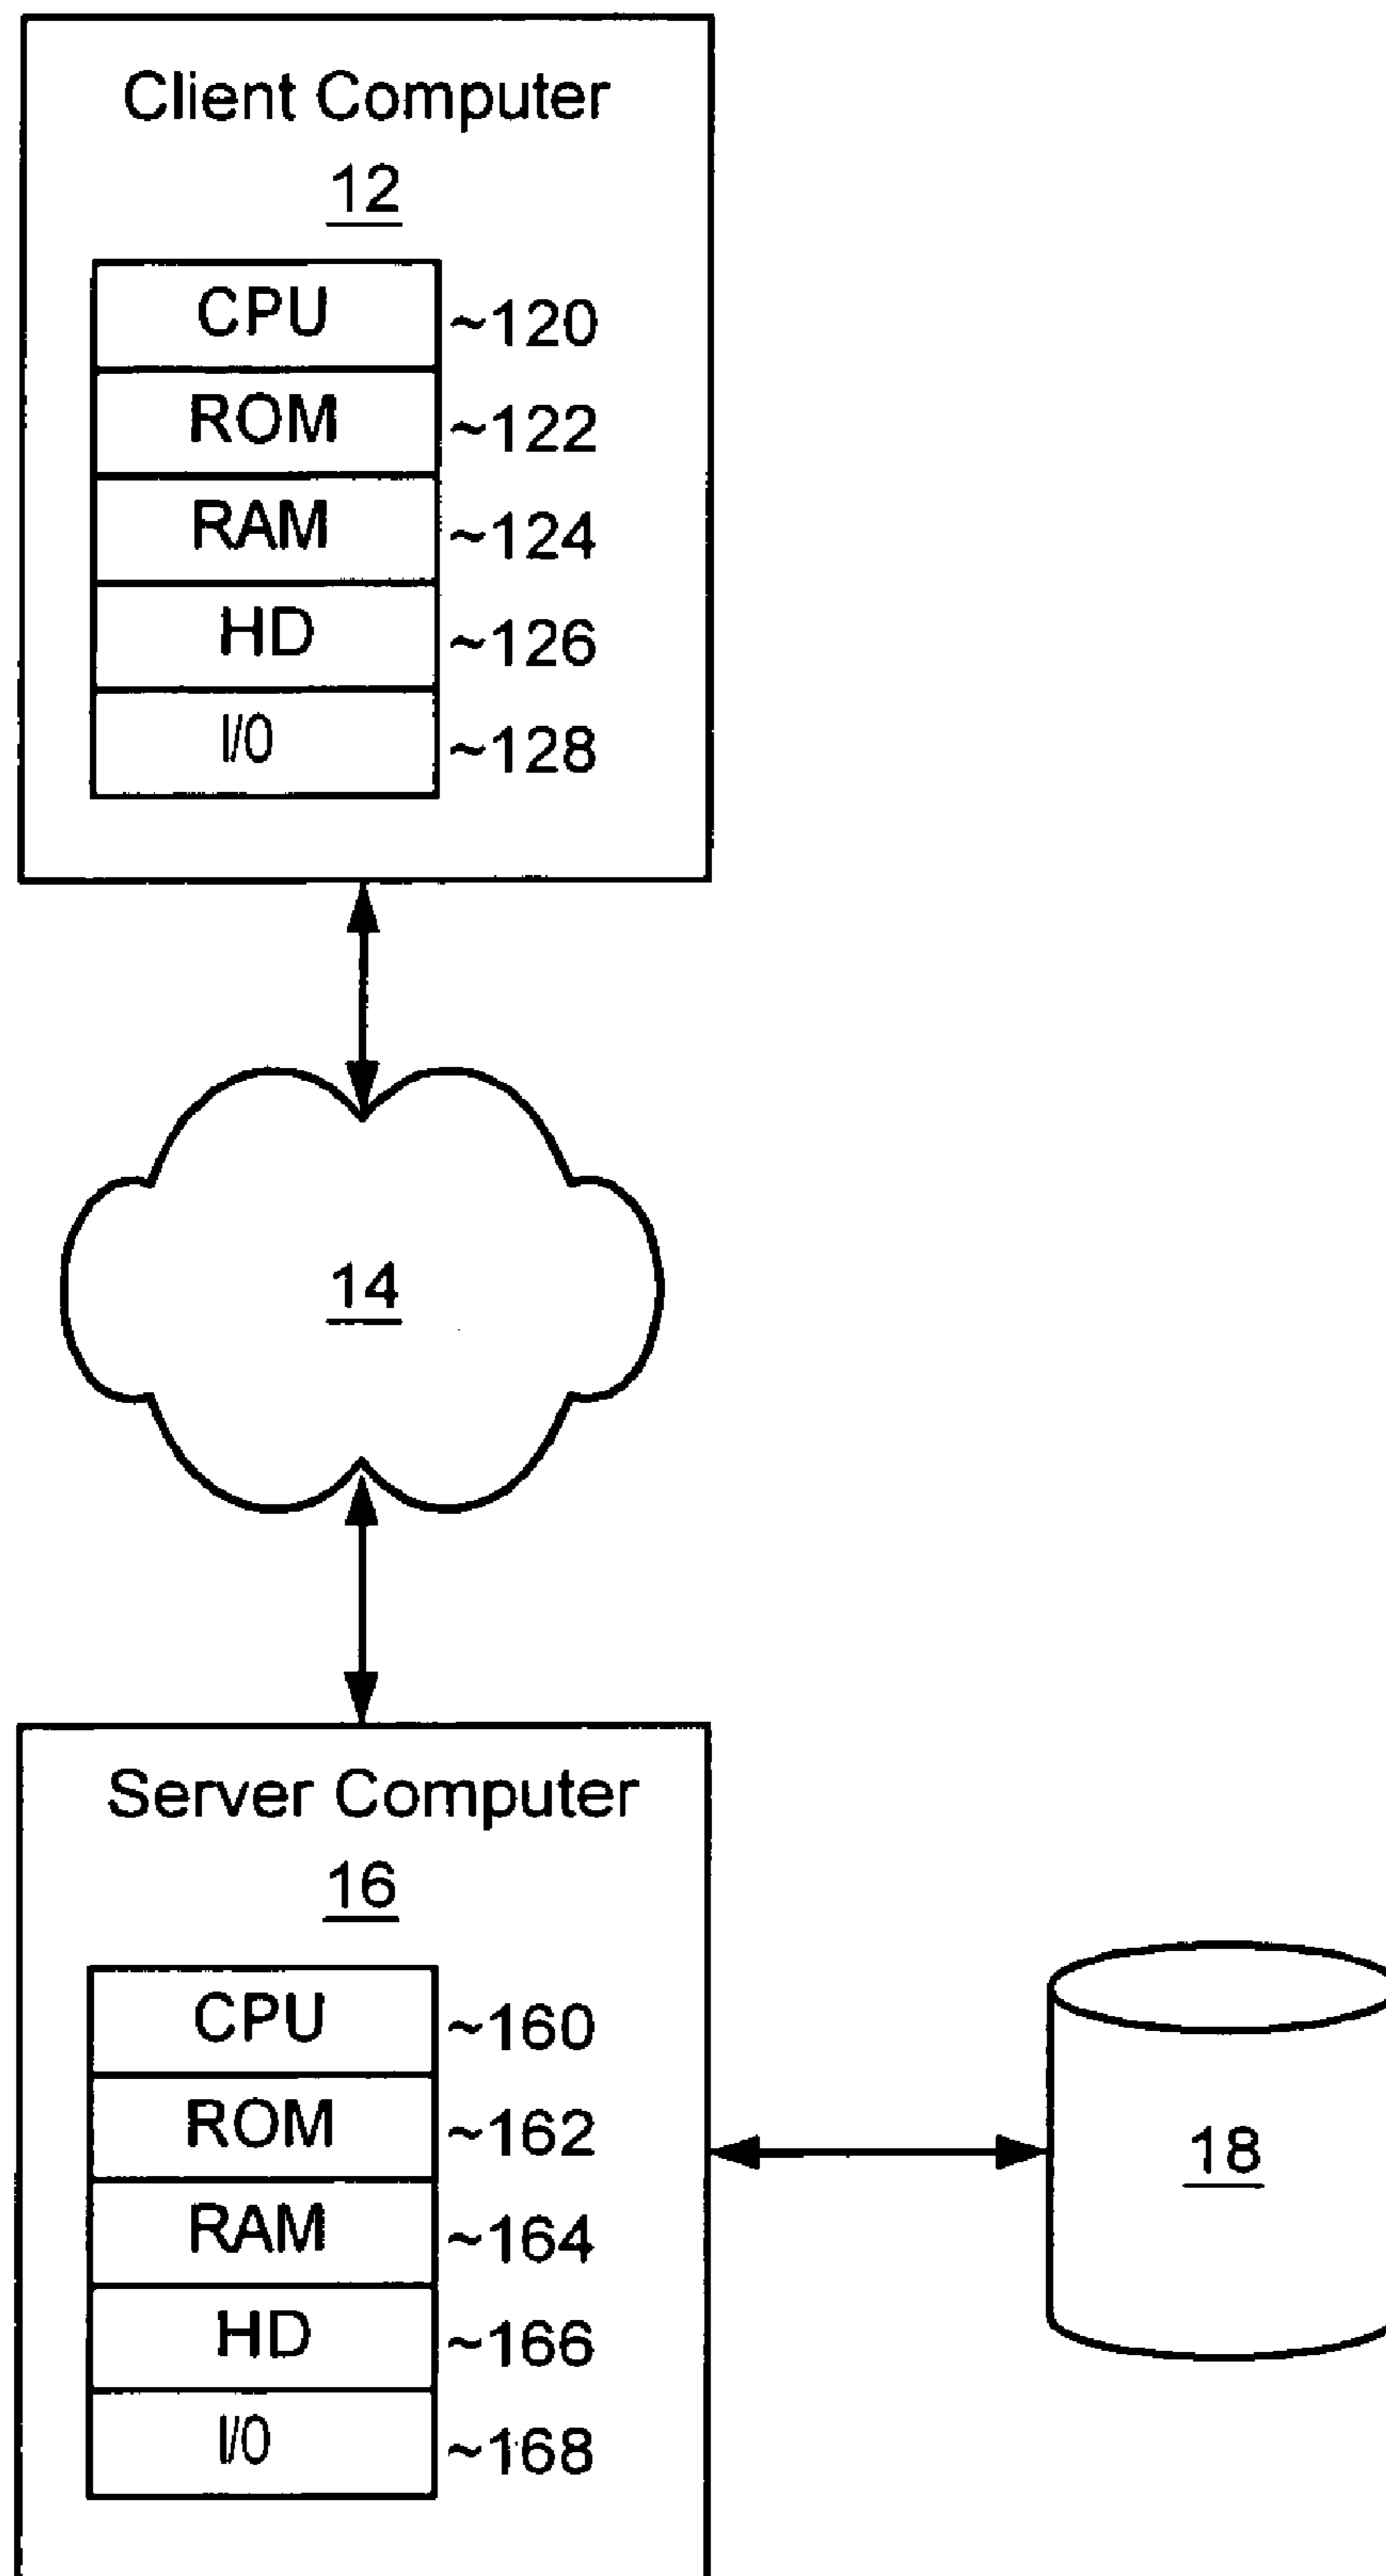 Client Computer
12
CPU ~120
ROM ~122
RAM ~124
HD ~126
I/0 ~128
14
Server Computer
16
CPU ~160
ROM ~162
RAM ~164
HD ~166
I/0 ~168
18